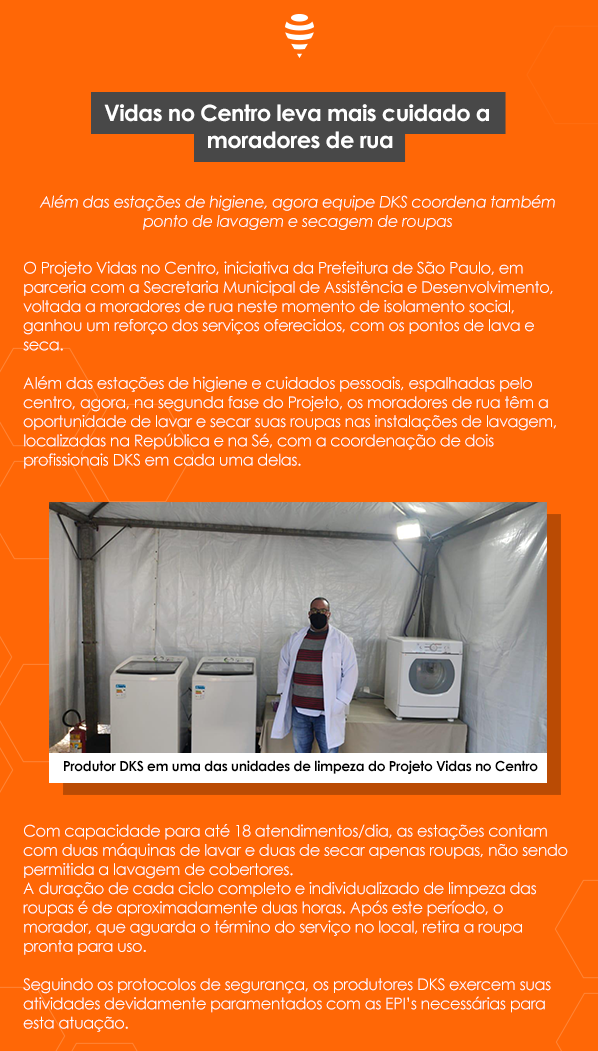 Vidas no Centro leva mais cuidado a
moradores de rua
Além das estações de higiene, agora equipe DKS coordena também
ponto de lavagem e secagem de roupas
O Projeto Vidas no Centro, iniciativa da Prefeitura de São Paulo, em
parceria com a Secretaria Municipal de Assistência e Desenvolvimento,
voltada a moradores de rua neste momento de isolamento social,
ganhou um reforço dos serviços oferecidos, com os pontos de lava e
seca.
Além das estações de higiene e cuidados pessoais, espalhadas pelo
centro, agora, na segunda fase do Projeto, os moradores de rua têm a
oportunidade de lavar e secar suas roupas nas instalações de lavagem,
localizadas na República e na Sé, com a coordenação de dois
profissionais DKS em cada uma delas.
Produtor DKS em uma das unidades de limpeza do Projeto Vidas no Centro
Com capacidade para até 18 atendimentos/dia, as estações contam
com duas máquinas de lavar e duas de secar apenas roupas, não sendo
permitida a lavagem de cobertores.
A duração de cada ciclo completo e individualizado de limpeza das
roupas é de aproximadamente duas horas. Após este período, o
morador, que aguarda o término do serviço no local, retira a roupa
pronta para uso.
Seguindo os protocolos de segurança, os produtores DKS exercem suas
atividades devidamente paramentados com as EPI's necessárias para
esta atuação.